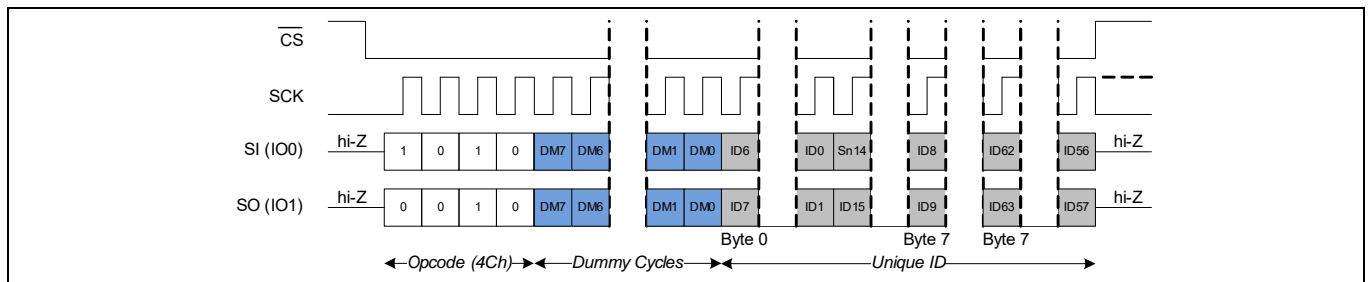 CS
SCK
SI (IO0) hi-Z 1 0 1 0 DM7 DM6 DM1 DM0 ID6 ID0 Sn14 ID8 ID62 ID56 hi-Z
SO (IO1) hi-Z 0 0 1 0 DM7 DM6 DM1 DM0 ID7 ID1 ID15 ID9 ID63 ID57 hi-Z
Byte 0 Byte 7 Byte 7
Opcode (4Ch) Dummy Cycles Unique ID